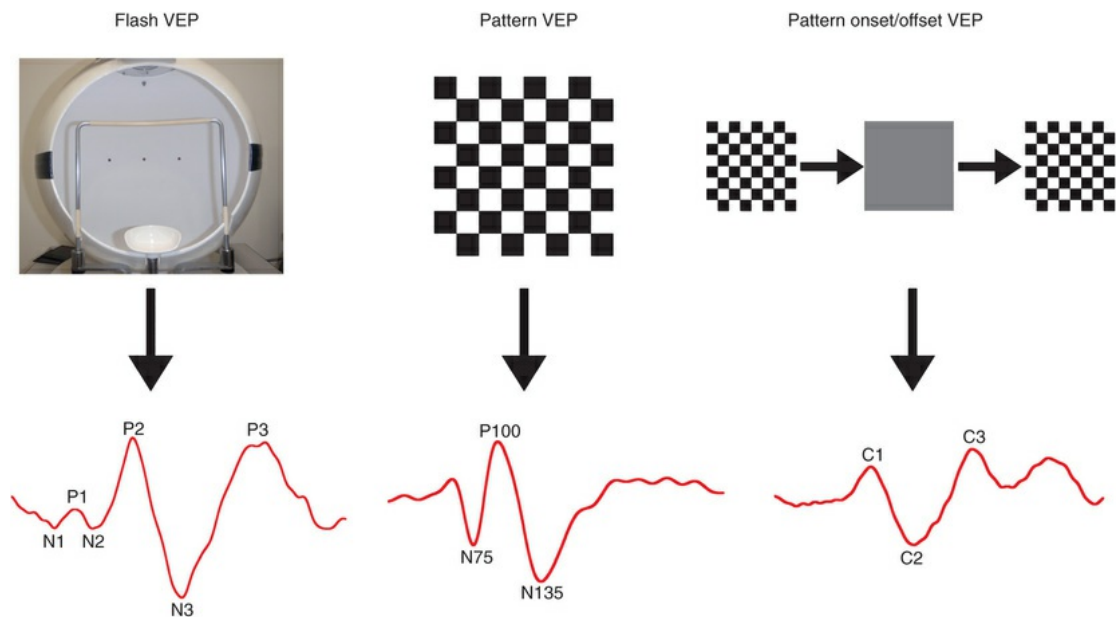 Flash VEP
Pattern VEP
Pattern onset/offset VEP
P2
P1
P3
N1
N2
N3
P100
N75
N135
C1
C3
C2